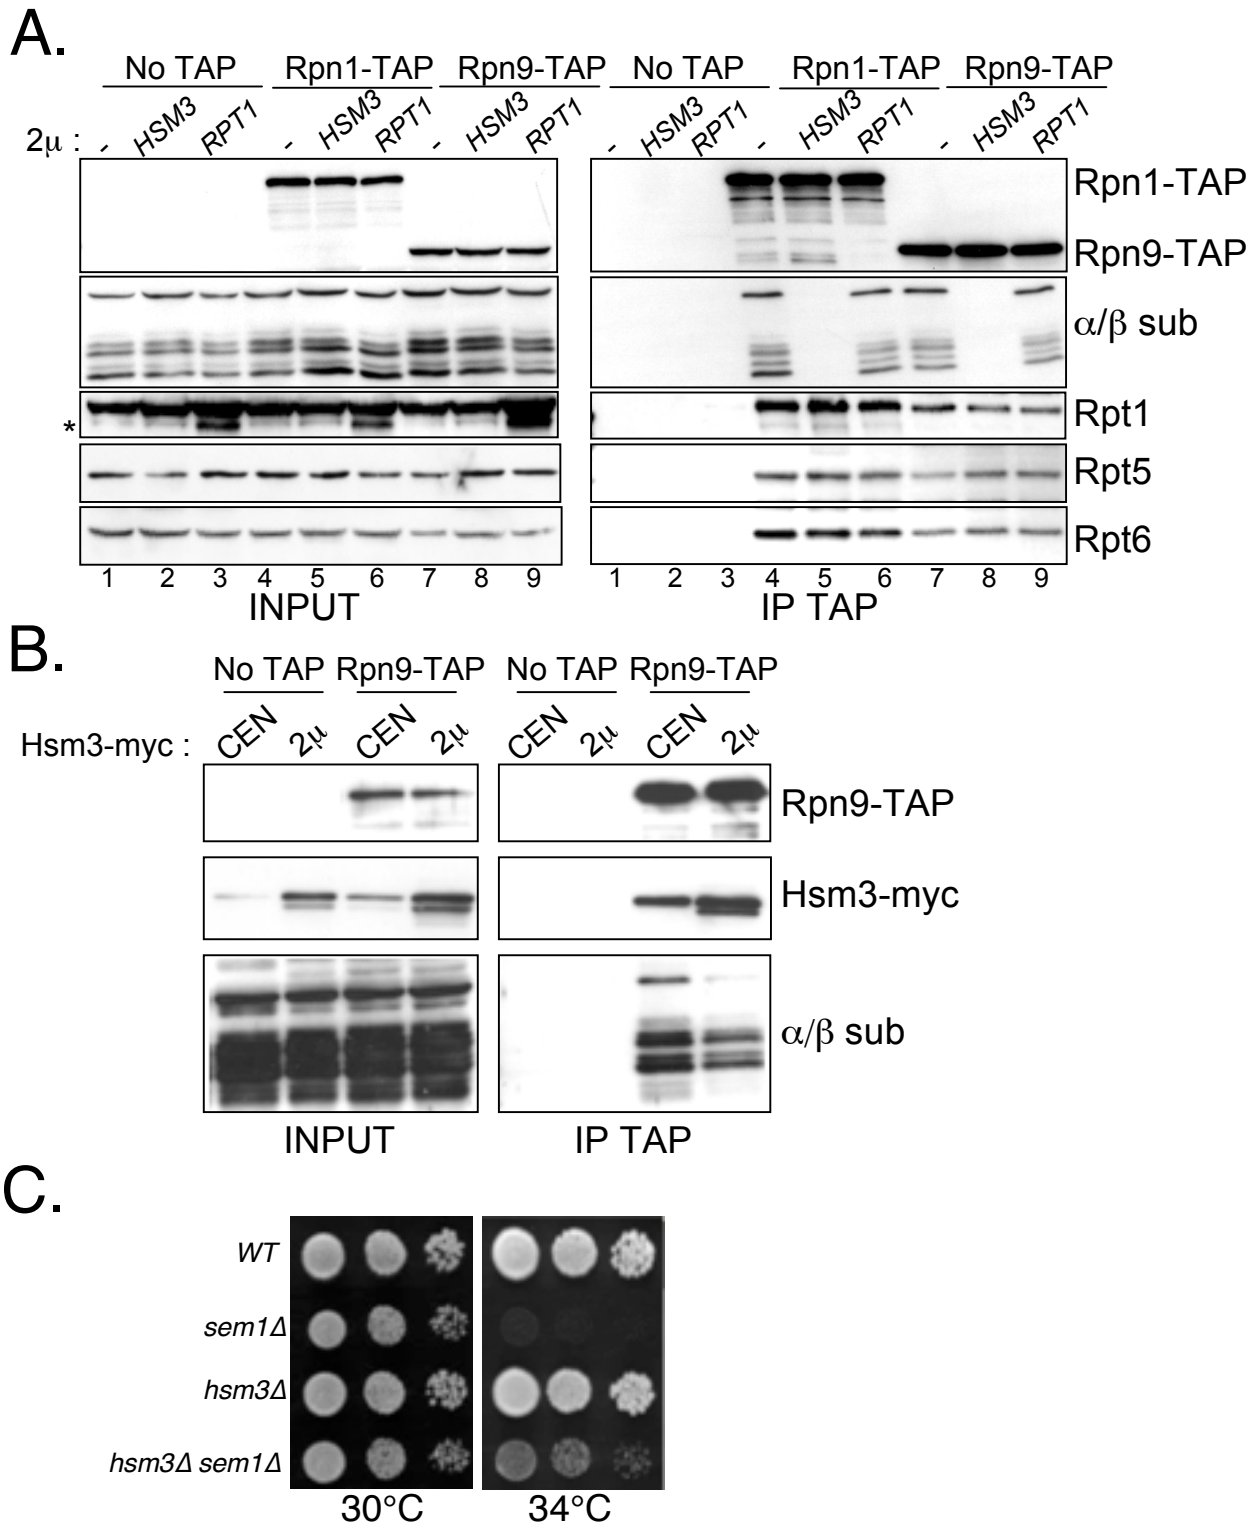 A.
No TAP Rpn1-TAP Rpn9-TAP No TAP Rpn1-TAP Rpn9-TAP
2μ : - HSM3 RPT1 - HSM3 RPT1 - HSM3 RPT1 - HSM3 RPT1 - HSM3 RPT1 - HSM3 RPT1
Rpn1-TAP
Rpn9-TAP
α/β sub
* Rpt1
Rpt5
Rpt6
1 2 3 4 5 6 7 8 9 1 2 3 4 5 6 7 8 9
INPUT IP TAP
B.
No TAP Rpn9-TAP No TAP Rpn9-TAP
Hsm3-myc : CEN 2μ CEN 2μ CEN 2μ CEN 2μ
Rpn9-TAP
Hsm3-myc
α/β sub
INPUT IP TAP
C.
WT
sem1Δ
hsm3Δ
hsm3Δ sem1Δ
30°C 34°C